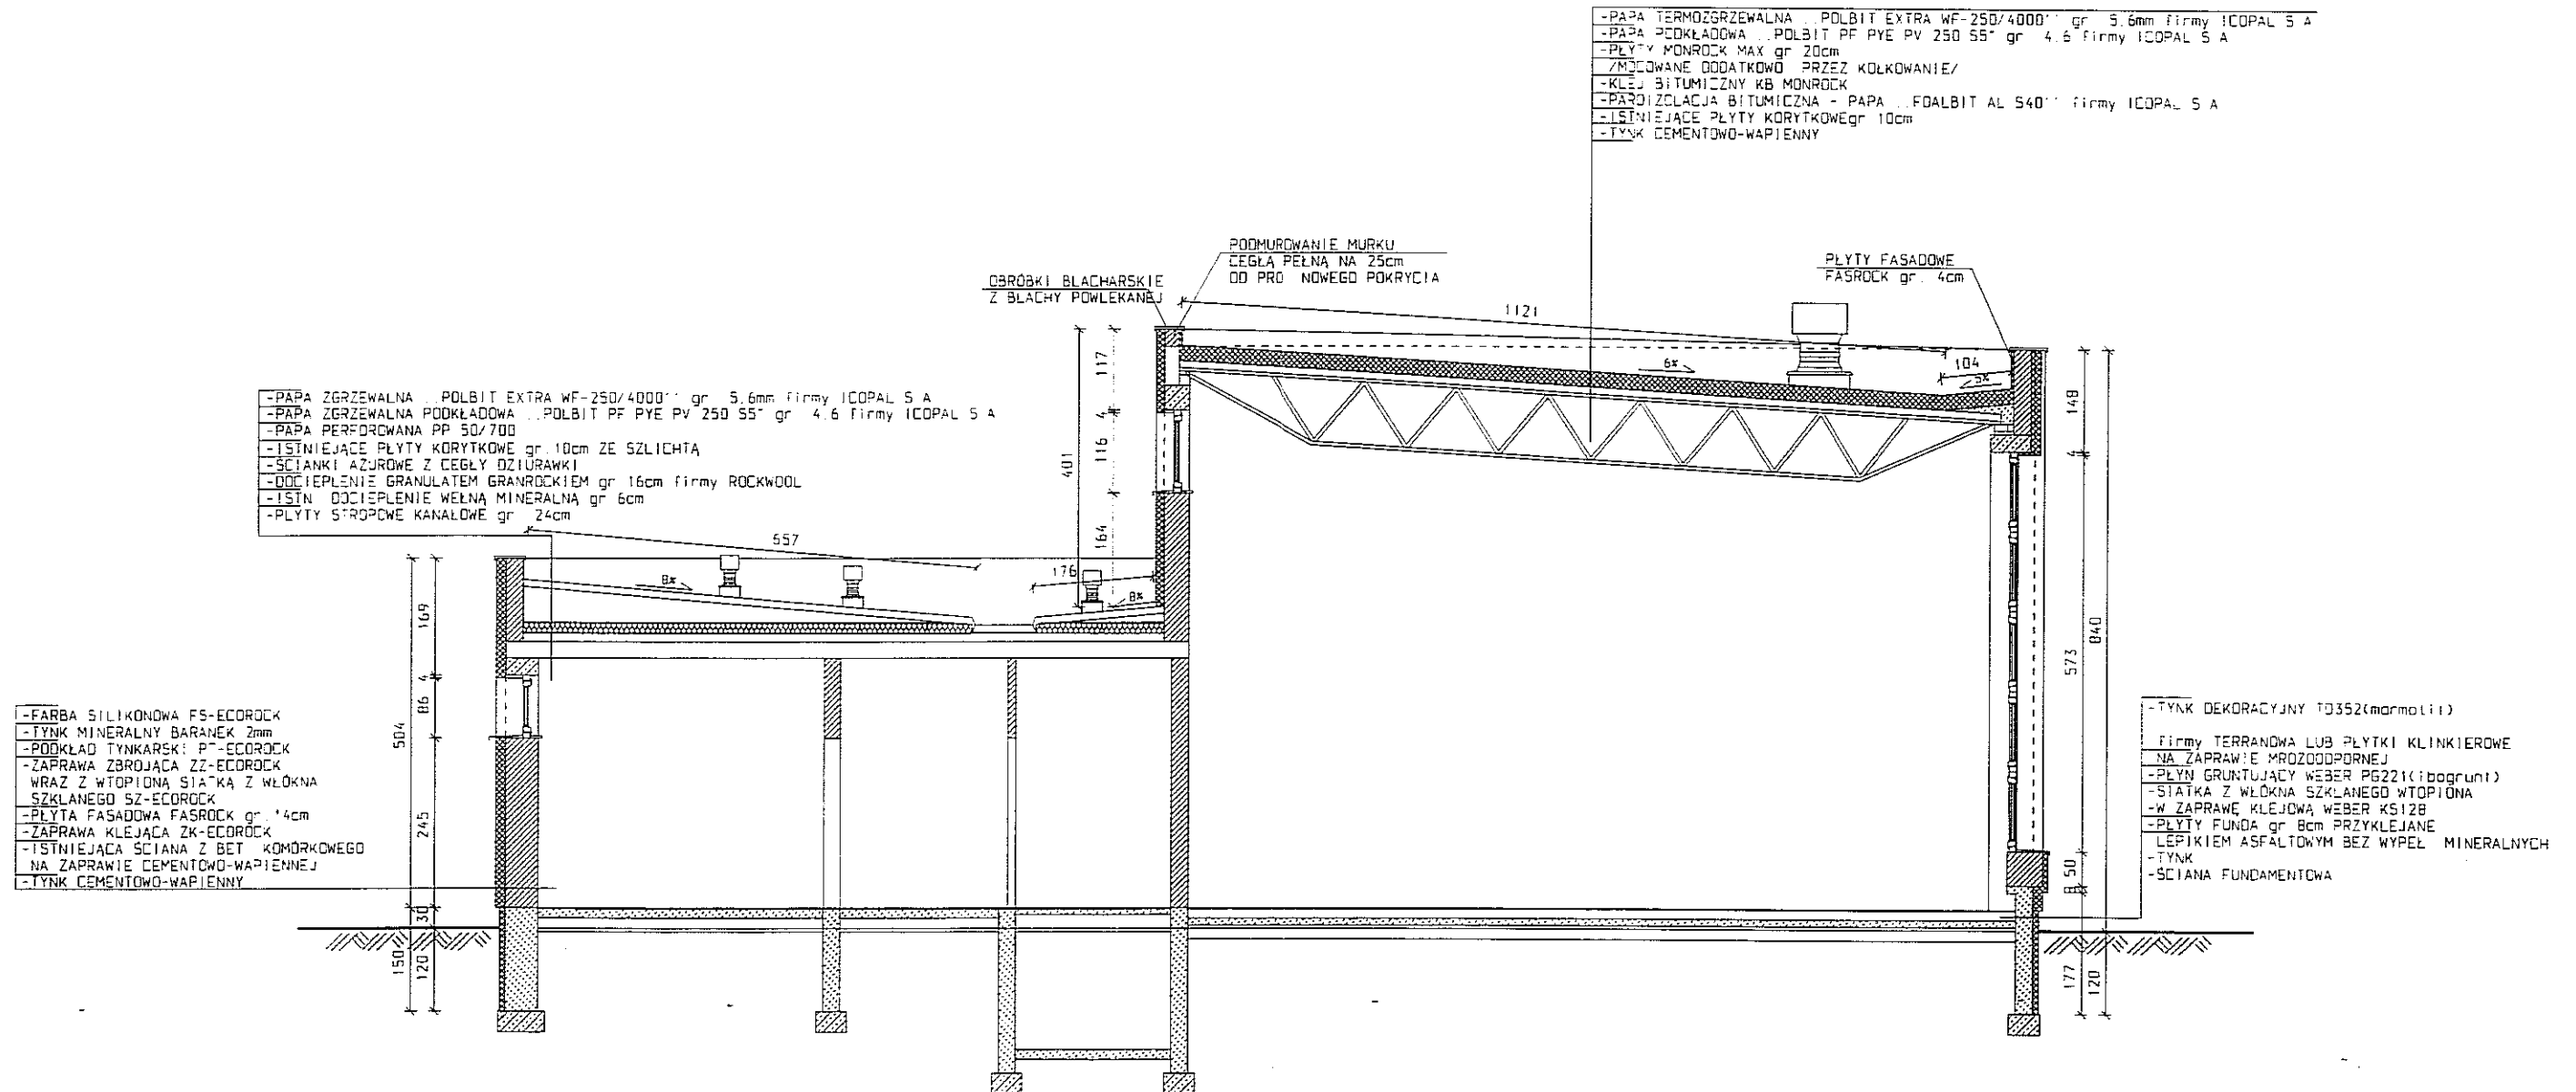 -PAPA TERMOZGRZEWALNA ,,POLBIT EXTRA WF-250/4000'' gr 5.6mm firmy ICOPAL S A
-PAPA PODKŁADOWA ,,POLBIT PF PYE PV 250 S5" gr 4.6 firmy ICOPAL S A
-PŁYTY MONROCK MAX gr 20cm
/MOCOWANE DODATKOWO PRZEZ KOŁKOWANIE/
-KLEJ BITUMICZNY KB MONROCK
-PAROIZOLACJA BITUMICZNA - PAPA ,,FOALBIT AL S40'' firmy ICOPAL S A
-ISTNIEJĄCE PŁYTY KORYTKOWEgr 10cm
-TYNK CEMENTOWO-WAPIENNY
PODMUROWANIE MURKU
CEGŁĄ PEŁNĄ NA 25cm
OD PRO NOWEGO POKRYCIA
OBRÓBKI BLACHARSKIE
Z BLACHY POWLEKANEJ
PŁYTY FASADOWE
FASROCK gr. 4cm
1121
6%
104
5%
117
4
116
164
401
148
4
573
840
50
8
177
120
-PAPA ZGRZEWALNA ,,POLBIT EXTRA WF-250/4000'' gr 5.6mm firmy ICOPAL S A
-PAPA ZGRZEWALNA PODKŁADOWA ,,POLBIT PF PYE PV 250 S5" gr 4.6 firmy ICOPAL S A
-PAPA PERFOROWANA PP 50/700
-ISTNIEJĄCE PŁYTY KORYTKOWE gr.10cm ZE SZLICHTĄ
-ŚCIANKI AŻUROWE Z CEGŁY DZIURAWKI
-DOCIEPLENIE GRANULATEM GRANROCKIEM gr 16cm firmy ROCKWOOL
-ISTN DOCIEPLENIE WEŁNĄ MINERALNĄ gr 6cm
-PŁYTY STROPOWE KANAŁOWE gr 24cm
657
8%
176
8%
169
4
86
245
504
30
150
120
-FARBA SILIKONOWA FS-ECOROCK
-TYNK MINERALNY BARANEK 2mm
-PODKŁAD TYNKARSKI PT-ECOROCK
-ZAPRAWA ZBROJĄCA ZZ-ECOROCK
WRAZ Z WTOPIONĄ SIATKĄ Z WŁÓKNA
SZKLANEGO SZ-ECOROCK
-PŁYTA FASADOWA FASROCK gr. 14cm
-ZAPRAWA KLEJĄCA ZK-ECOROCK
-ISTNIEJĄCA ŚCIANA Z BET KOMÓRKOWEGO
NA ZAPRAWIE CEMENTOWO-WAPIENNEJ
-TYNK CEMENTOWO-WAPIENNY
-TYNK DEKORACYJNY TD352(marmolit)
firmy TERRANOVA LUB PŁYTKI KLINKIEROWE
NA ZAPRAWIE MROZOODPORNEJ
-PŁYN GRUNTUJĄCY WEBER PG221(ibogrunt)
-SIATKA Z WŁÓKNA SZKLANEGO WTOPIONA
-W ZAPRAWĘ KLEJOWĄ WEBER KS128
-PŁYTY FUNDA gr 8cm PRZYKLEJANE
LEPIKIEM ASFALTOWYM BEZ WYPEŁ MINERALNYCH
-TYNK
-ŚCIANA FUNDAMENTOWA